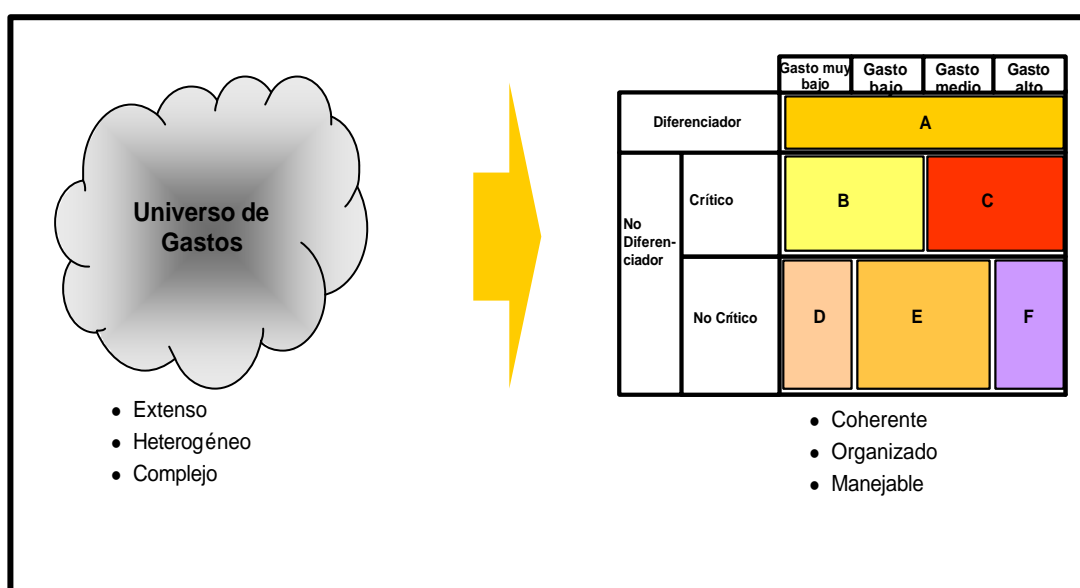 Universo de
Gastos
• Extenso
• Heterogéneo
• Complejo
Gasto muy
bajo
Gasto
bajo
Gasto
medio
Gasto
alto
Diferenciador
A
No
Diferen-
ciador
Crítico
B
C
No Crítico
D
E
F
• Coherente
• Organizado
• Manejable